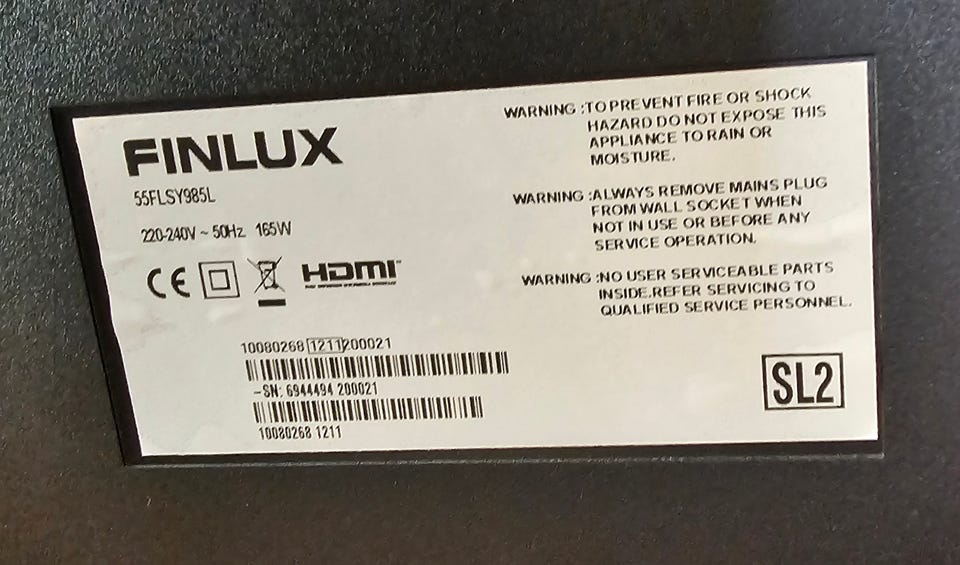 FINLUX
55FLSY985L
220-240V ~ 50Hz 165W
CE HDMI
10080268 1211 200021
-SN: 6944494 200021
10080268 1211
WARNING :TO PREVENT FIRE OR SHOCK
HAZARD DO NOT EXPOSE THIS
APPLIANCE TO RAIN OR
MOISTURE.
WARNING :ALWAYS REMOVE MAINS PLUG
FROM WALL SOCKET WHEN
NOT IN USE OR BEFORE ANY
SERVICE OPERATION.
WARNING :NO USER SERVICEABLE PARTS
INSIDE.REFER SERVICING TO
QUALIFIED SERVICE PERSONNEL.
SL2